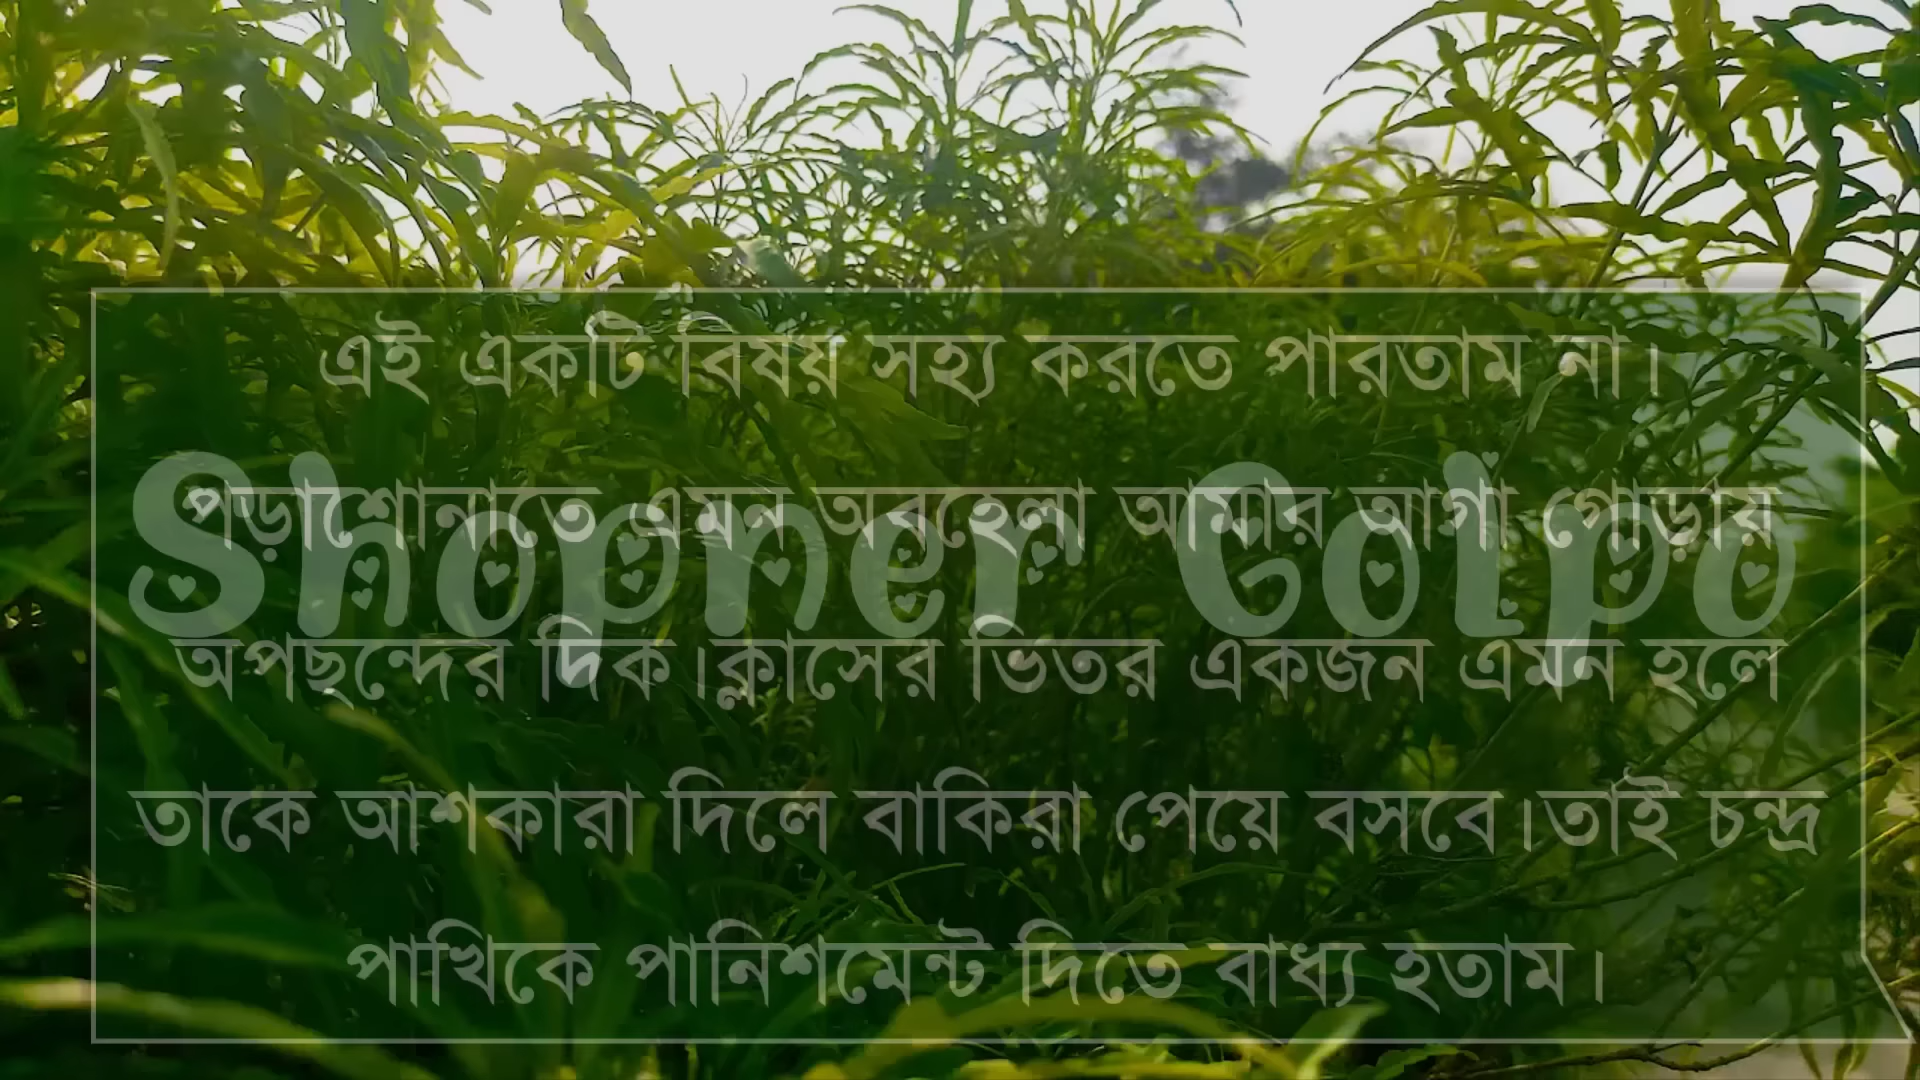 এই একটি বিষয় সহ্য করতে পারতাম না।
পড়াশোনাতে এমন অবহেলা আমার আগা গোড়ায়
Shopner Golpo
অপছন্দের দিক।ক্লাসের ভিতর একজন এমন হলে
তাকে আশকারা দিলে বাকিরা পেয়ে বসবে।তাই চন্দ্র
পাখিকে পানিশমেন্ট দিতে বাধ্য হতাম।